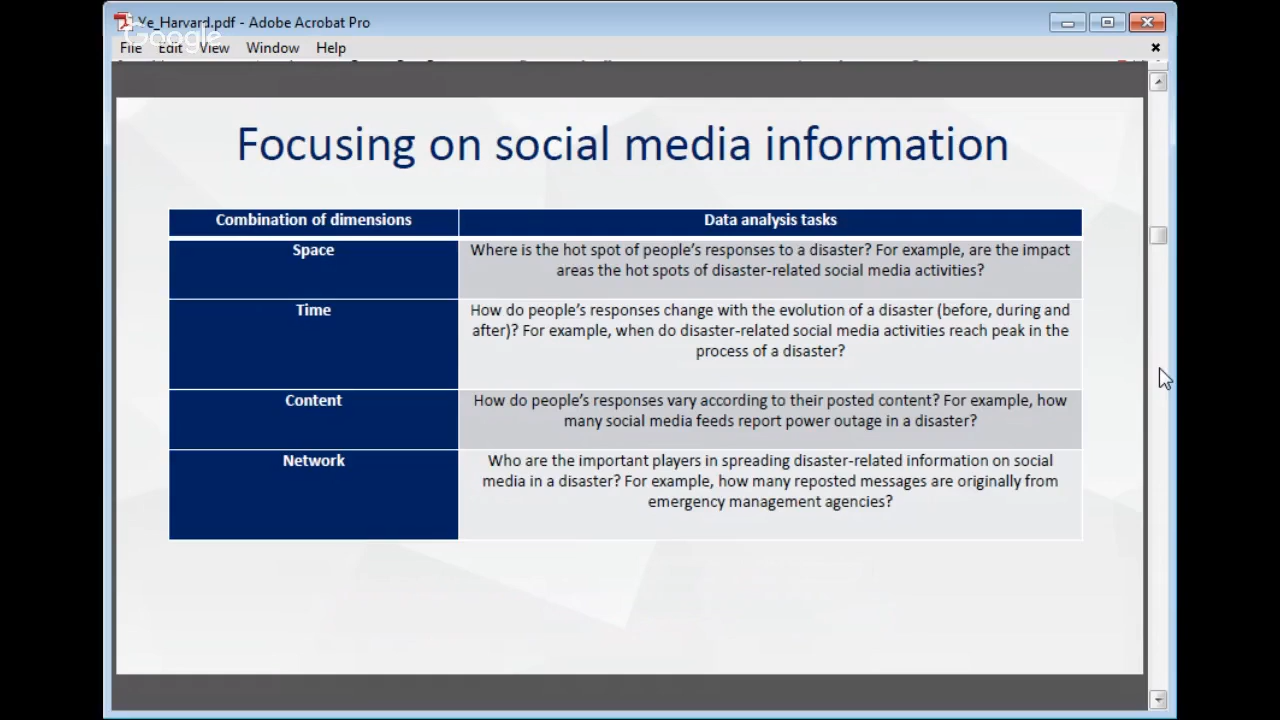 Ye_Harvard.pdf - Adobe Acrobat Pro
Google
File Edit View Window Help
Focusing on social media information
Combination of dimensions Data analysis tasks
Space Where is the hot spot of people's responses to a disaster? For example, are the impact
areas the hot spots of disaster-related social media activities?
Time How do people's responses change with the evolution of a disaster (before, during and
after)? For example, when do disaster-related social media activities reach peak in the
process of a disaster?
Content How do people's responses vary according to their posted content? For example, how
many social media feeds report power outage in a disaster?
Network Who are the important players in spreading disaster-related information on social
media in a disaster? For example, how many reposted messages are originally from
emergency management agencies?